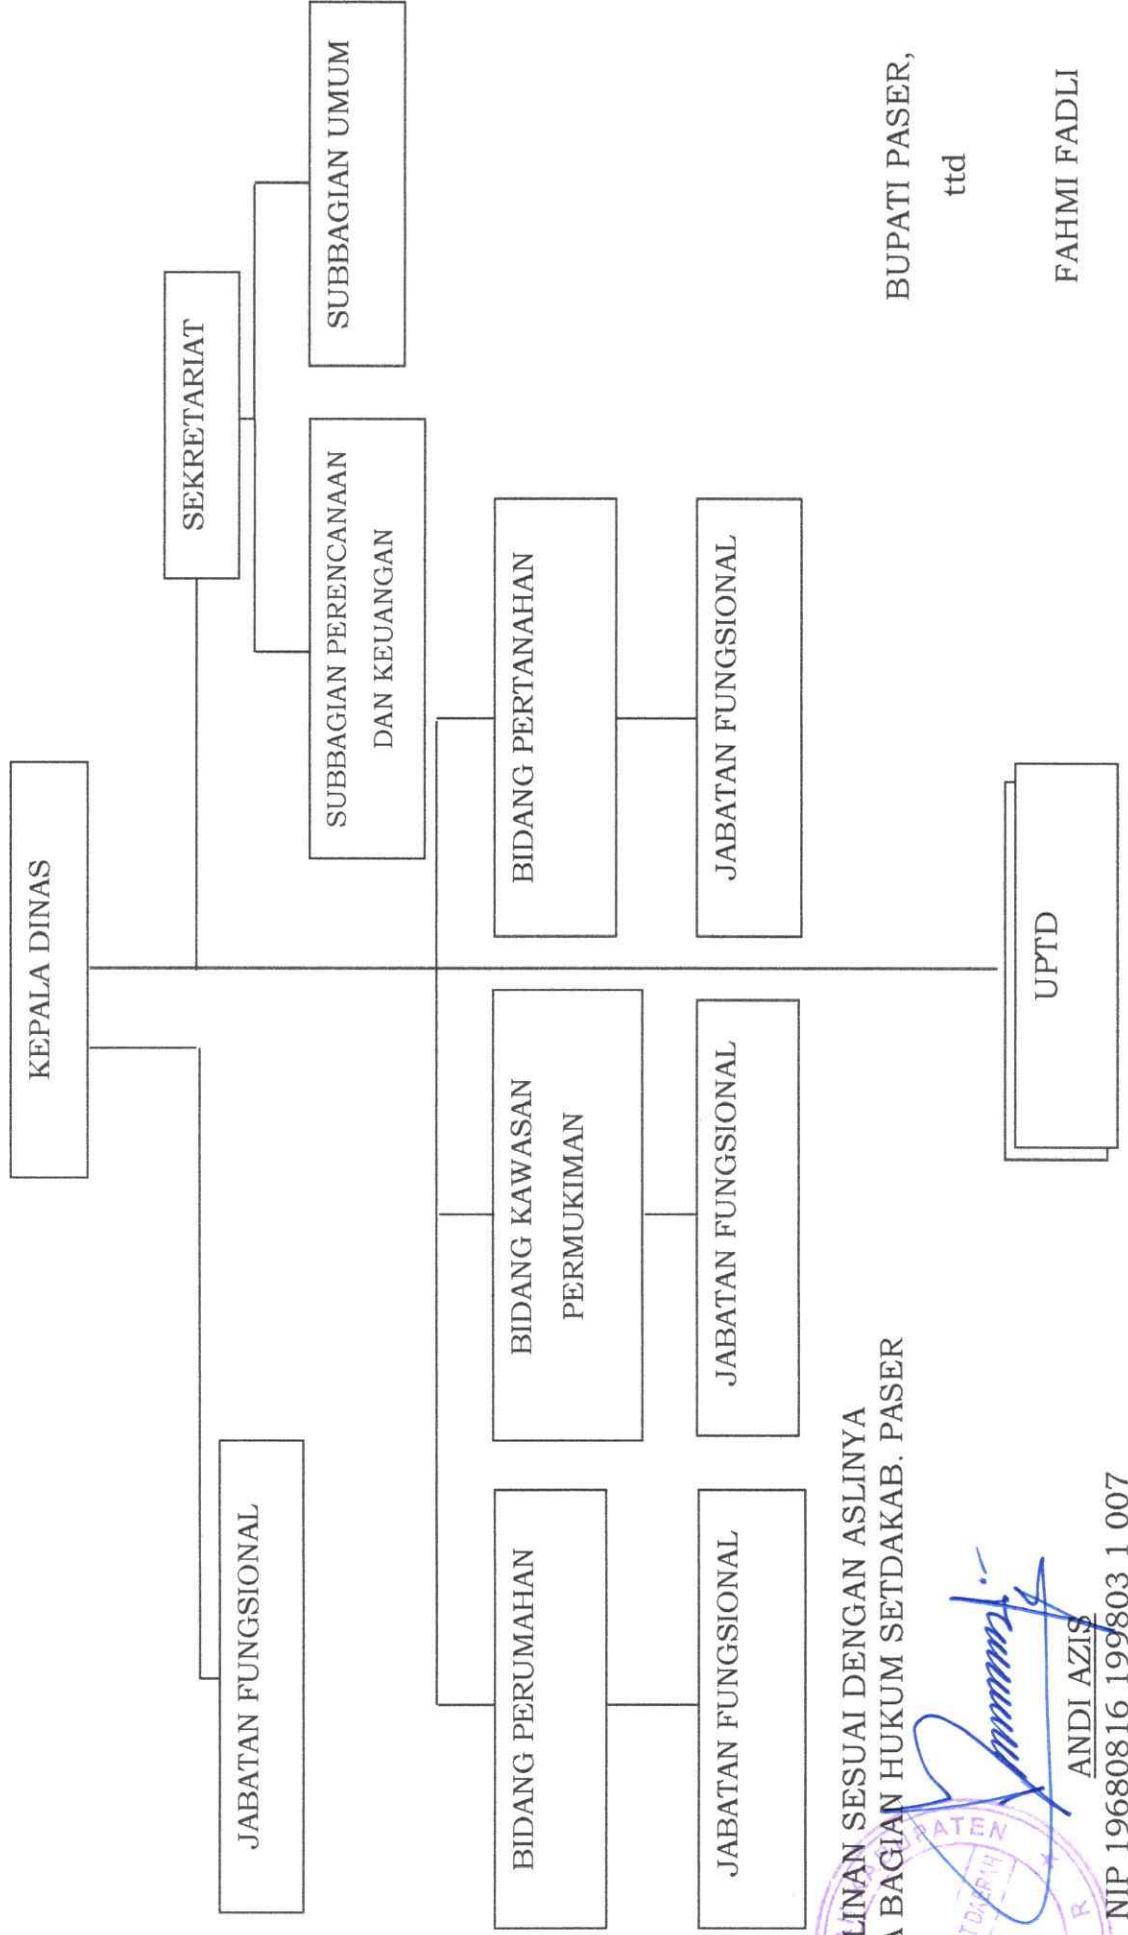 KEPALA DINAS
SEKRETARIAT
JABATAN FUNGSIONAL
SUBBAGIAN PERENCANAAN
DAN KEUANGAN
SUBBAGIAN UMUM
BIDANG PERUMAHAN
BIDANG KAWASAN
PERMUKIMAN
BIDANG PERTANAHAN
JABATAN FUNGSIONAL
JABATAN FUNGSIONAL
JABATAN FUNGSIONAL
UPTD
LINAN SESUAI DENGAN ASLINYA
A BAGIAN HUKUM SETDAKAB. PASER
ANDI AZIS
NIP 19680816 199803 1 007
BUPATI PASER,
ttd
FAHMI FADLI